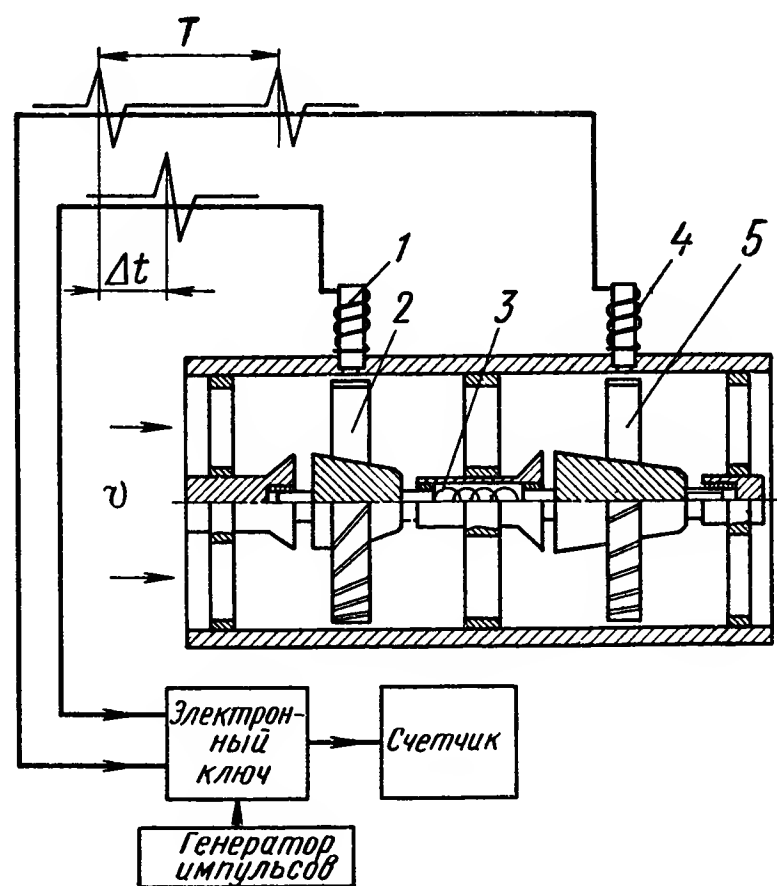 T
Δt
1
2
3
4
5
v
Электрон-
ный
ключ
Счетчик
Генератор
импульсов